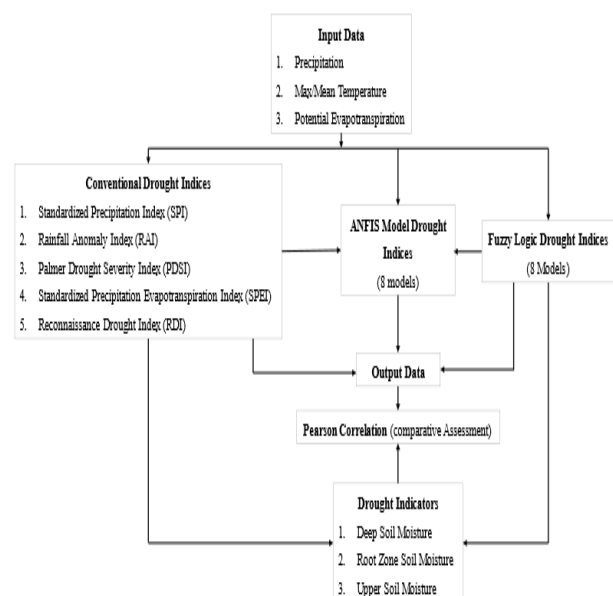 Input Data
1. Precipitation
2. Max/Mean Temperature
3. Potential Evapotranspiration
Conventional Drought Indices
1. Standardized Precipitation Index (SPI)
2. Rainfall Anomaly Index (RAI)
3. Palmer Drought Severity Index (PDSI)
4. Standardized Precipitation Evapotranspiration Index (SPEI)
5. Reconnaissance Drought Index (RDI)
ANFIS Model Drought
Indices
(8 models)
Fuzzy Logic Drought Indices
(8 Models)
Output Data
Pearson Correlation (comparative Assessment)
Drought Indicators
1. Deep Soil Moisture
2. Root Zone Soil Moisture
3. Upper Soil Moisture